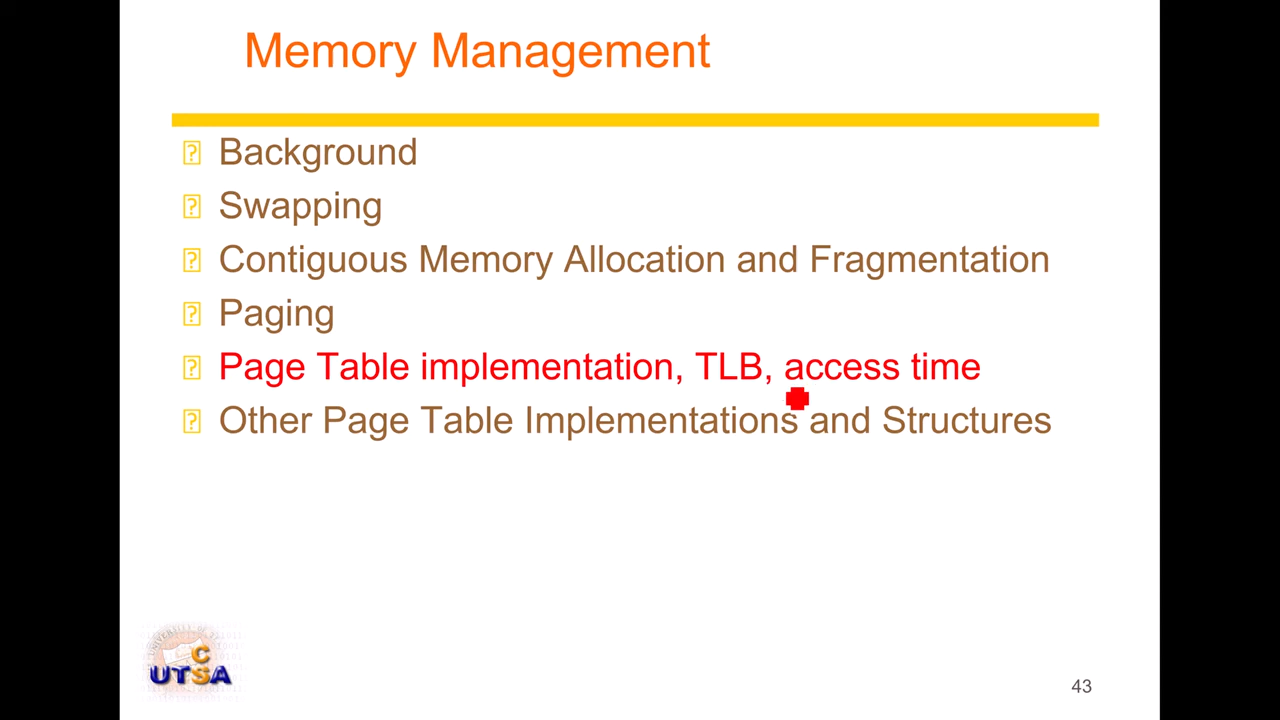 Memory Management
Background
Swapping
Contiguous Memory Allocation and Fragmentation
Paging
Page Table implementation, TLB, access time
Other Page Table Implementations and Structures
CS
UTSA
43